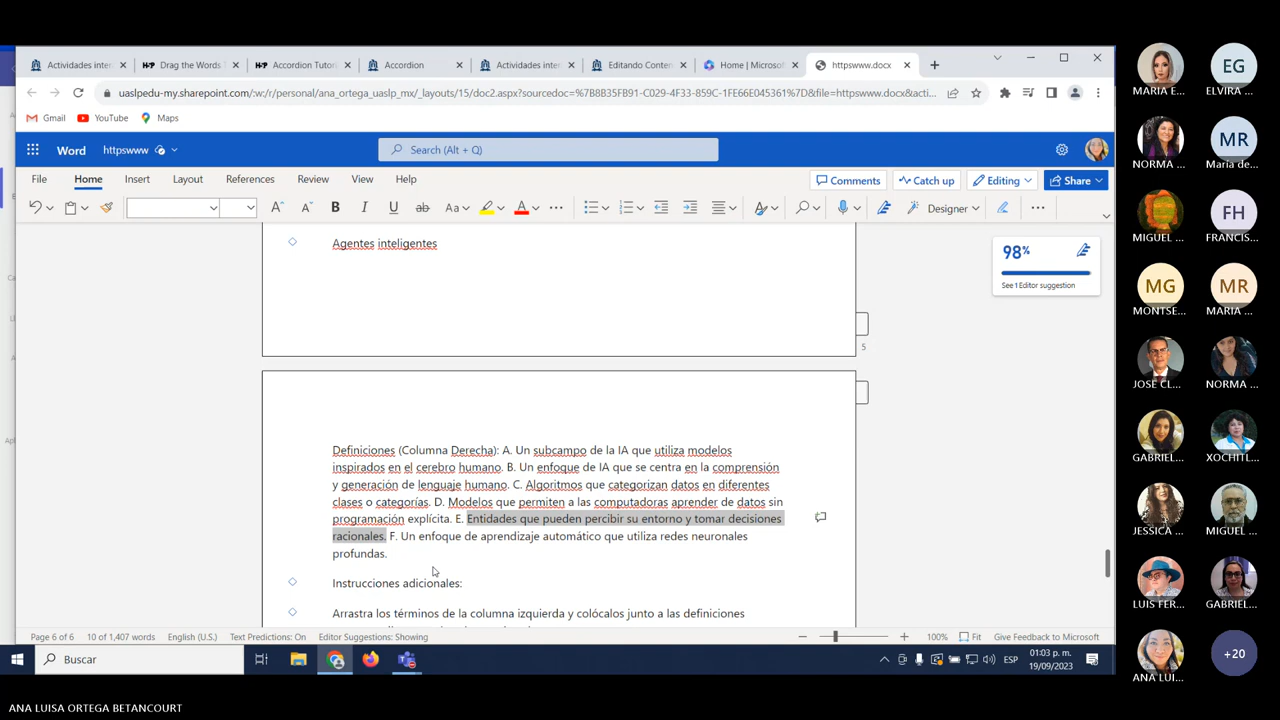 Actividades inter
Drag the Words
Accordion Tutor
Accordion
Actividades inter
Editando Conter
Home | Microsof
httpswww.docx
uaslpedu-my.sharepoint.com/:w:/r/personal/ana_ortega_uaslp_mx/_layouts/15/doc2.aspx?sourcedoc=%7B8B35FB91-C029-4F33-859C-1FE66E045361%7D&file=httpswww.docx&acti...
Gmail
YouTube
Maps
Word
httpswww
Search (Alt + Q)
File
Home
Insert
Layout
References
Review
View
Help
Comments
Catch up
Editing
Share
B
I
U
ab
Aa
A
Designer
Agentes inteligentes
98%
See 1 Editor suggestion
5
Definiciones (Columna Derecha): A. Un subcampo de la IA que utiliza modelos
inspirados en el cerebro humano. B. Un enfoque de IA que se centra en la comprensión
y generación de lenguaje humano. C. Algoritmos que categorizan datos en diferentes
clases o categorías. D. Modelos que permiten a las computadoras aprender de datos sin
programación explícita. E. Entidades que pueden percibir su entorno y tomar decisiones
racionales. F. Un enfoque de aprendizaje automático que utiliza redes neuronales
profundas.
Instrucciones adicionales:
Arrastra los términos de la columna izquierda y colócalos junto a las definiciones
Page 6 of 6
10 of 1,407 words
English (U.S.)
Text Predictions: On
Editor Suggestions: Showing
100%
Fit
Give Feedback to Microsoft
Buscar
ESP
01:03 p. m.
19/09/2023
MARIA E...
EG
ELVIRA ...
NORMA ...
MR
Maria de...
MIGUEL ...
FH
FRANCIS...
MG
MONTSE...
MR
MARIA ...
JOSE CL...
NORMA ...
GABRIEL...
XOCHITL...
JESSICA ...
MIGUEL ...
LUIS FER...
GABRIEL...
ANA LUI...
+20
ANA LUISA ORTEGA BETANCOURT